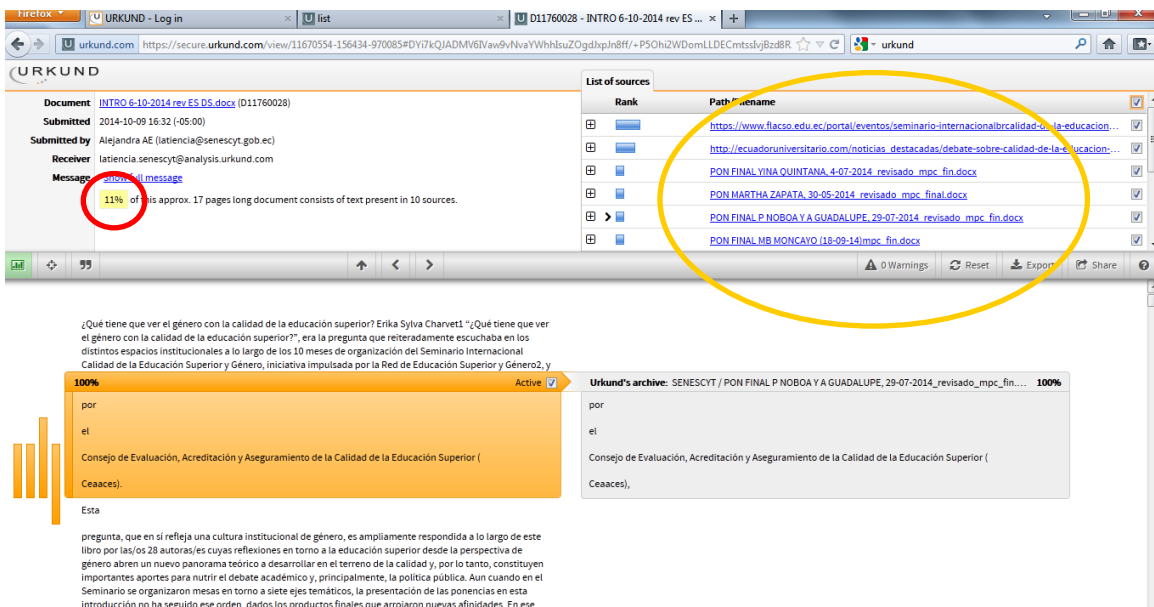 Firefox
URKUND - Log in
list
D11760028 - INTRO 6-10-2014 rev ES ...
urkund.com
urkund
URKUND
Document INTRO 6-10-2014 rev ES DS.docx (D11760028)
Submitted 2014-10-09 16:32 (-05:00)
Submitted by Alejandra AE (latiencia@senescyt.gob.ec)
Receiver latiencia.senescyt@analysis.urkund.com
Message Show full message
11% of this approx. 17 pages long document consists of text present in 10 sources.
List of sources
Rank Path/Filename
https://www.flacso.edu.ec/portal/eventos/seminario-internacionalbrcalidad-de-la-educacion...
http://ecuadoruniversitario.com/noticias_destacadas/debate-sobre-calidad-de-la-educacion-...
PON FINAL YINA QUINTANA, 4-07-2014_revisado_mpc_fin.docx
PON MARTHA ZAPATA, 30-05-2014_revisado_mpc_final.docx
PON FINAL P NOBOA Y A GUADALUPE, 29-07-2014_revisado_mpc_fin.docx
PON FINAL MB MONCAYO (18-09-14)mpc_fin.docx
0 Warnings Reset Export Share
¿Qué tiene que ver el género con la calidad de la educación superior? Erika Sylva Charvet1 “¿Qué tiene que ver
el género con la calidad de la educación superior?”, era la pregunta que reiteradamente escuchaba en los
distintos espacios institucionales a lo largo de los 10 meses de organización del Seminario Internacional
Calidad de la Educación Superior y Género, iniciativa impulsada por la Red de Educación Superior y Género2, y
100% Active
por
el
Consejo de Evaluación, Acreditación y Aseguramiento de la Calidad de la Educación Superior (
Ceaaces).
Urkund's archive: SENESCYT / PON FINAL P NOBOA Y A GUADALUPE, 29-07-2014_revisado_mpc_fin.... 100%
por
el
Consejo de Evaluación, Acreditación y Aseguramiento de la Calidad de la Educación Superior (
Ceaaces),
Esta
pregunta, que en sí refleja una cultura institucional de género, es ampliamente respondida a lo largo de este
libro por las/os 28 autoras/es cuyas reflexiones en torno a la educación superior desde la perspectiva de
género abren un nuevo panorama teórico a desarrollar en el terreno de la calidad y, por lo tanto, constituyen
importantes aportes para nutrir el debate académico y, principalmente, la política pública. Aun cuando en el
Seminario se organizaron mesas en torno a siete ejes temáticos, la presentación de las ponencias en esta
introducción no ha seguido ese orden, dados los productos finales que arrojaron nuevas afinidades. En ese